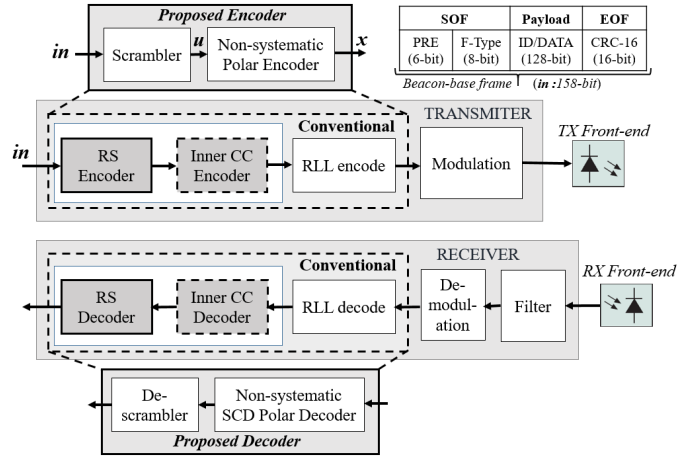 Proposed Encoder
in
Scrambler
u
Non-systematic
Polar Encoder
x
SOF Payload EOF
PRE
(6-bit)
F-Type
(8-bit)
ID/DATA
(128-bit)
CRC-16
(16-bit)
Beacon-base frame (in :158-bit)
TRANSMITER
Conventional
in
RS
Encoder
Inner CC
Encoder
RLL encode
Modulation
TX Front-end
RECEIVER
Conventional
RS
Decoder
Inner CC
Decoder
RLL decode
De-
modul-
ation
Filter
RX Front-end
De-
scrambler
Non-systematic
SCD Polar Decoder
Proposed Decoder